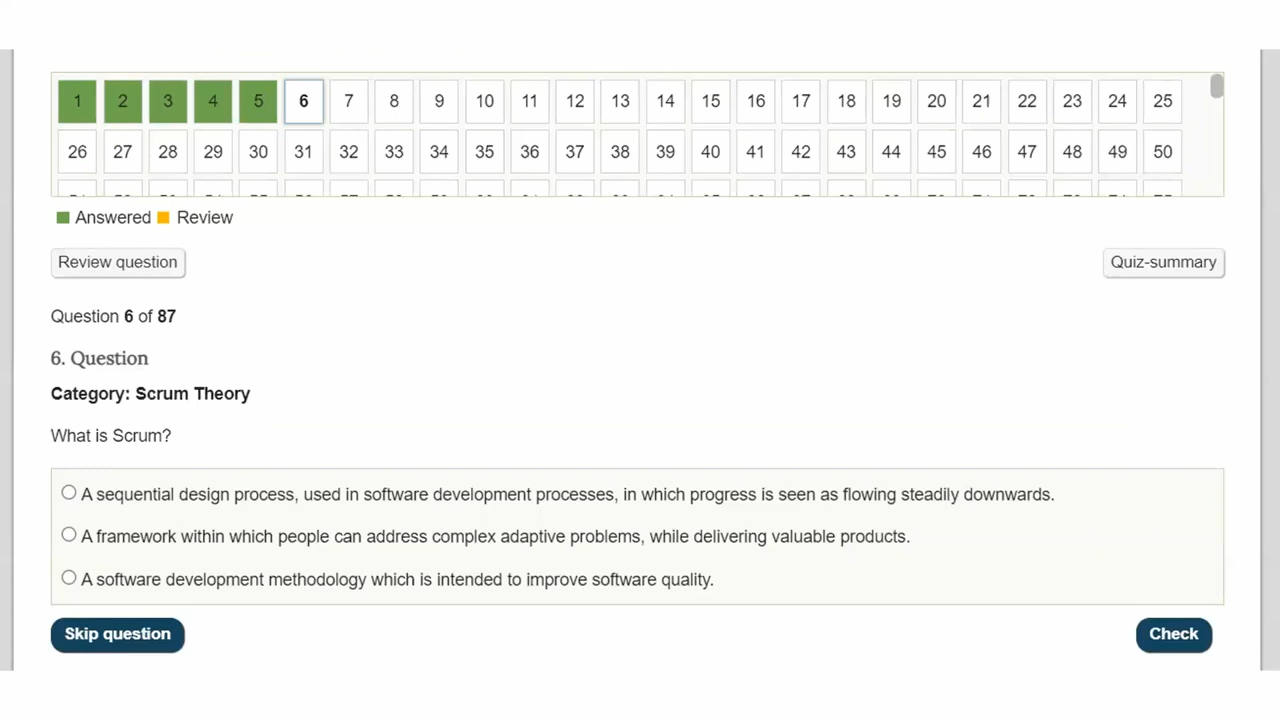 1 2 3 4 5 6 7 8 9 10 11 12 13 14 15 16 17 18 19 20 21 22 23 24 25
26 27 28 29 30 31 32 33 34 35 36 37 38 39 40 41 42 43 44 45 46 47 48 49 50
Answered Review
Review question Quiz-summary
Question 6 of 87
6. Question
Category: Scrum Theory
What is Scrum?
A sequential design process, used in software development processes, in which progress is seen as flowing steadily downwards.
A framework within which people can address complex adaptive problems, while delivering valuable products.
A software development methodology which is intended to improve software quality.
Skip question Check